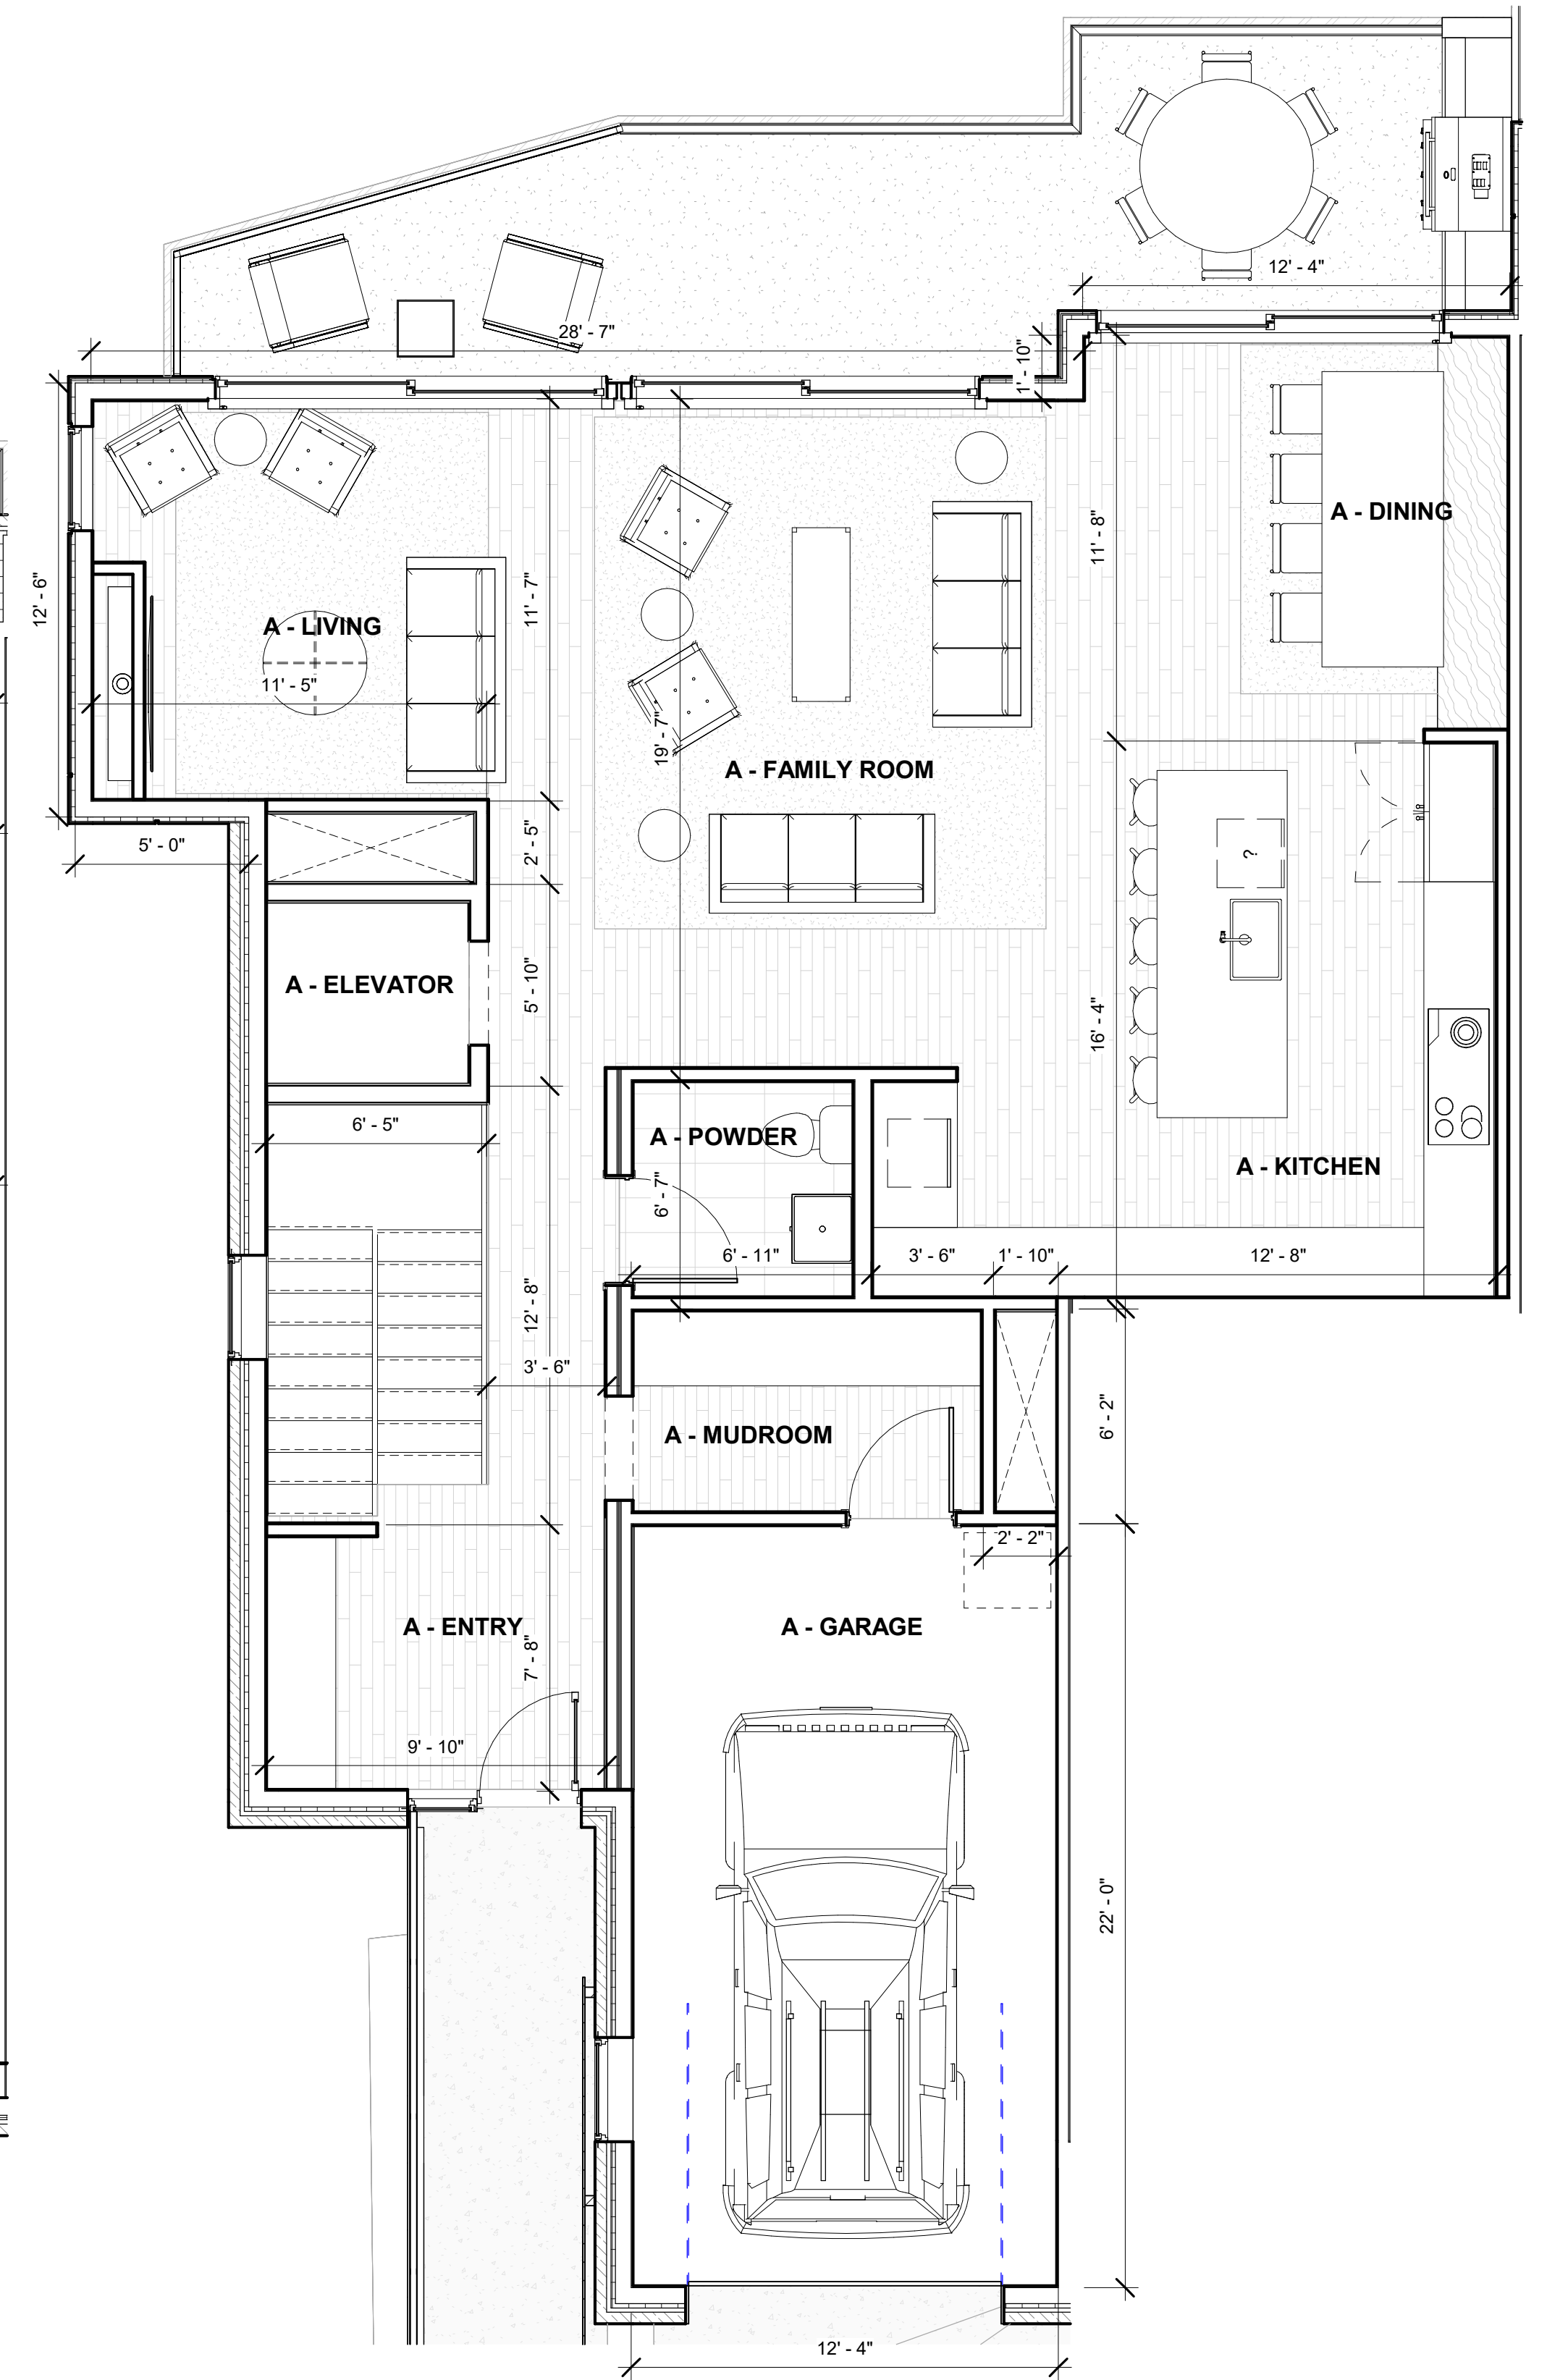 12' - 4"
28' - 7"
1' - 10"
A - DINING
11' - 8"
12' - 6"
11' - 7"
A - LIVING
11' - 5"
19' - 7"
A - FAMILY ROOM
5' - 0"
2' - 5"
?
A - ELEVATOR
5' - 10"
16' - 4"
6' - 5"
A - POWDER
A - KITCHEN
6' - 7"
6' - 11"
3' - 6"
1' - 10"
12' - 8"
12' - 8"
3' - 6"
6' - 2"
A - MUDROOM
2' - 2"
A - ENTRY
A - GARAGE
7' - 8"
9' - 10"
22' - 0"
12' - 4"